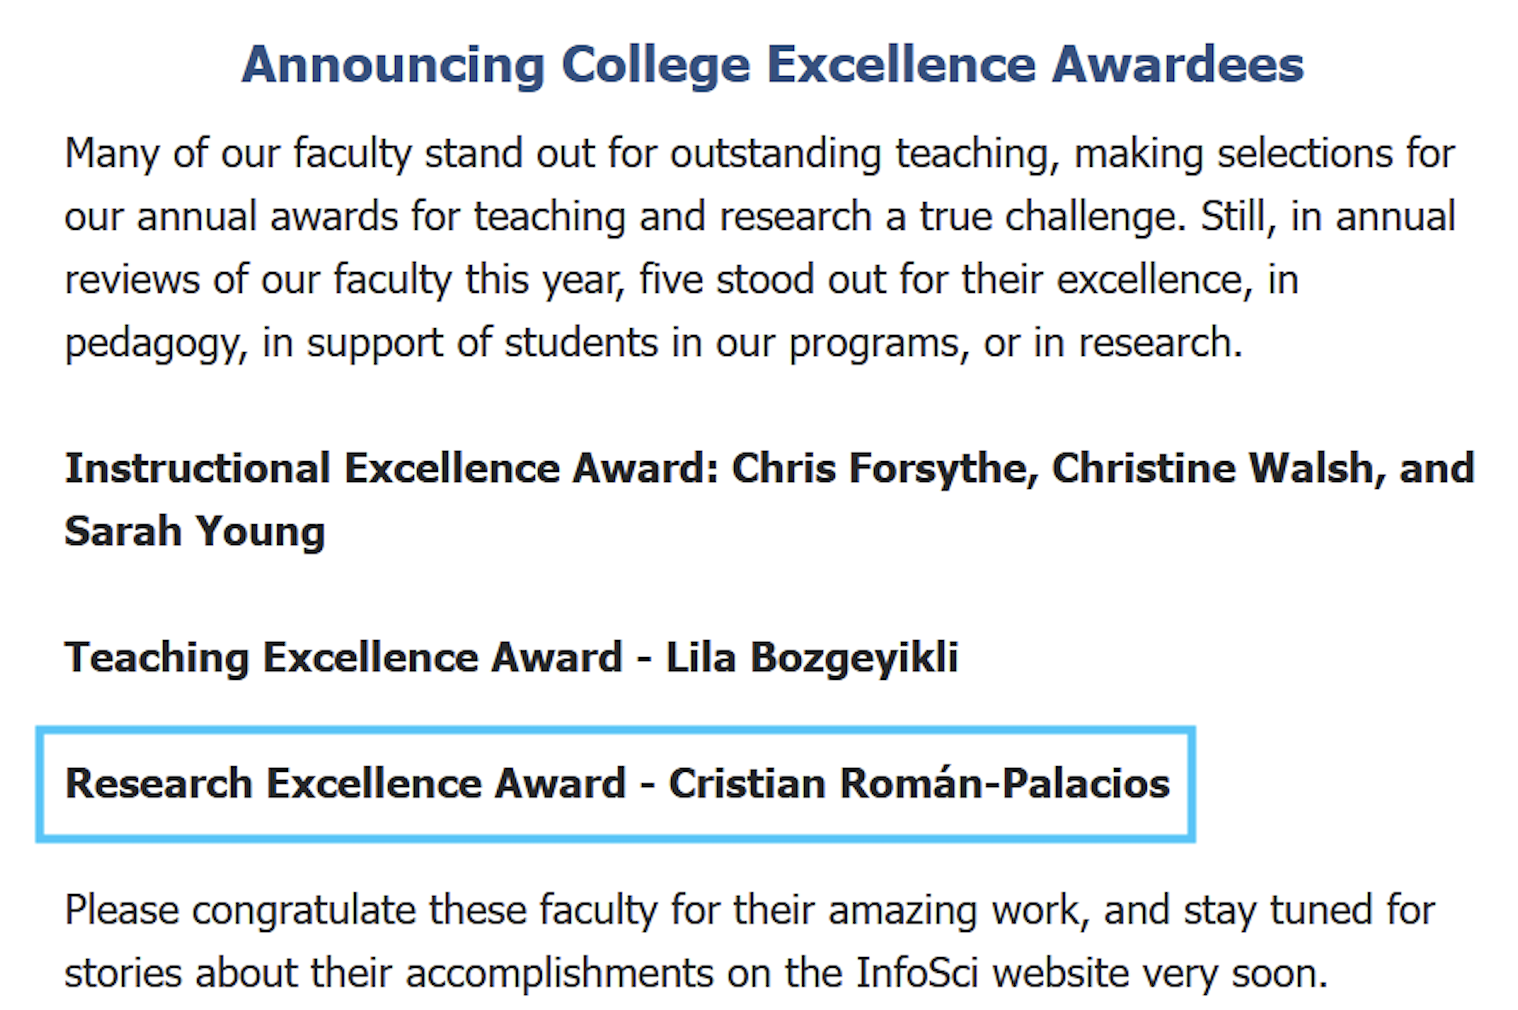 Announcing College Excellence Awardees
Many of our faculty stand out for outstanding teaching, making selections for
our annual awards for teaching and research a true challenge. Still, in annual
reviews of our faculty this year, five stood out for their excellence, in
pedagogy, in support of students in our programs, or in research.
Instructional Excellence Award: Chris Forsythe, Christine Walsh, and
Sarah Young
Teaching Excellence Award - Lila Bozgeyikli
Research Excellence Award - Cristian Román-Palacios
Please congratulate these faculty for their amazing work, and stay tuned for
stories about their accomplishments on the InfoSci website very soon.